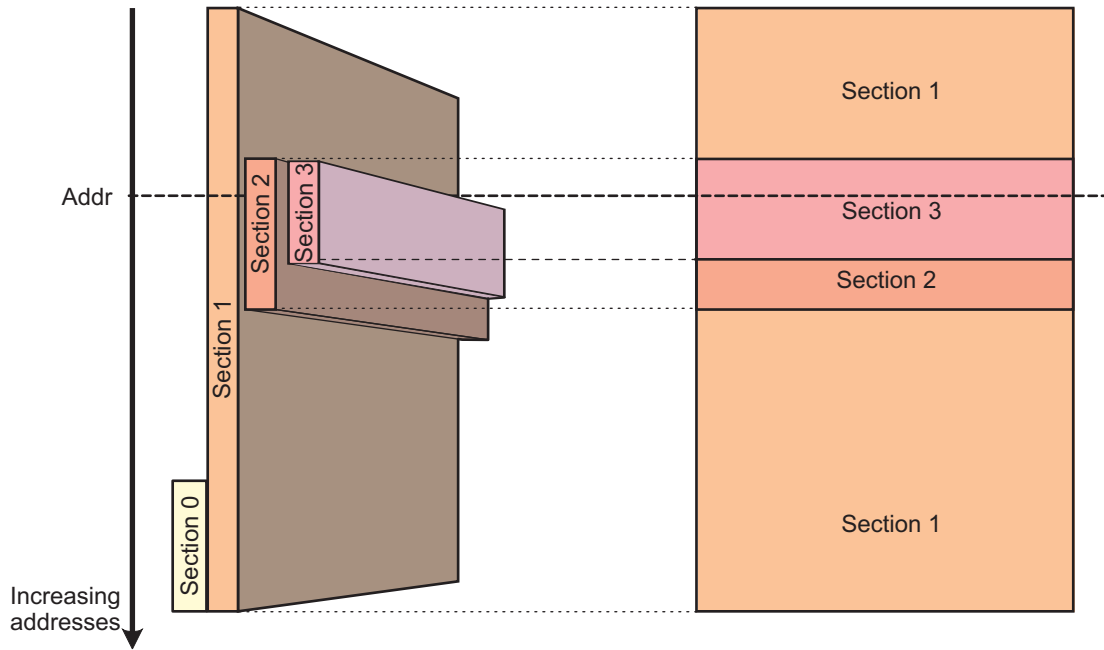 Section 1
Addr
Section 2
Section 3
Section 3
Section 2
Section 1
Section 0
Section 1
Increasing
addresses